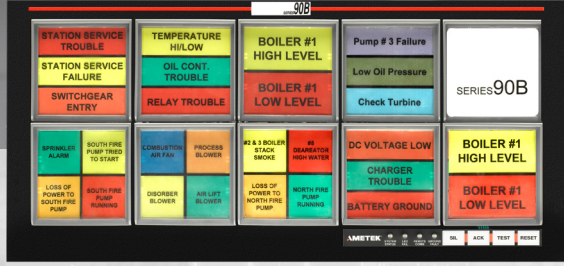 SERIES 90B
STATION SERVICE
TROUBLE
STATION SERVICE
FAILURE
SWITCHGEAR
ENTRY
TEMPERATURE
HI/LOW
OIL CONT.
TROUBLE
RELAY TROUBLE
BOILER #1
HIGH LEVEL
BOILER #1
LOW LEVEL
Pump # 3 Failure
Low Oil Pressure
Check Turbine
SERIES 90B
SPRINKLER
ALARM
SOUTH FIRE
PUMP TRIED
TO START
LOSS OF
POWER TO
SOUTH FIRE
PUMP
SOUTH FIRE
PUMP
RUNNING
COMBUSTION
AIR FAN
PROCESS
BLOWER
DISORBER
BLOWER
AIR LIFT
BLOWER
#2 & 3 BOILER
STACK
SMOKE
#5
DEAREATOR
HIGH WATER
LOSS OF
POWER TO
NORTH FIRE
PUMP
NORTH FIRE
PUMP
RUNNING
DC VOLTAGE LOW
CHARGER
TROUBLE
BATTERY GROUND
BOILER #1
HIGH LEVEL
BOILER #1
LOW LEVEL
AMETEK
SIL ACK TEST RESET